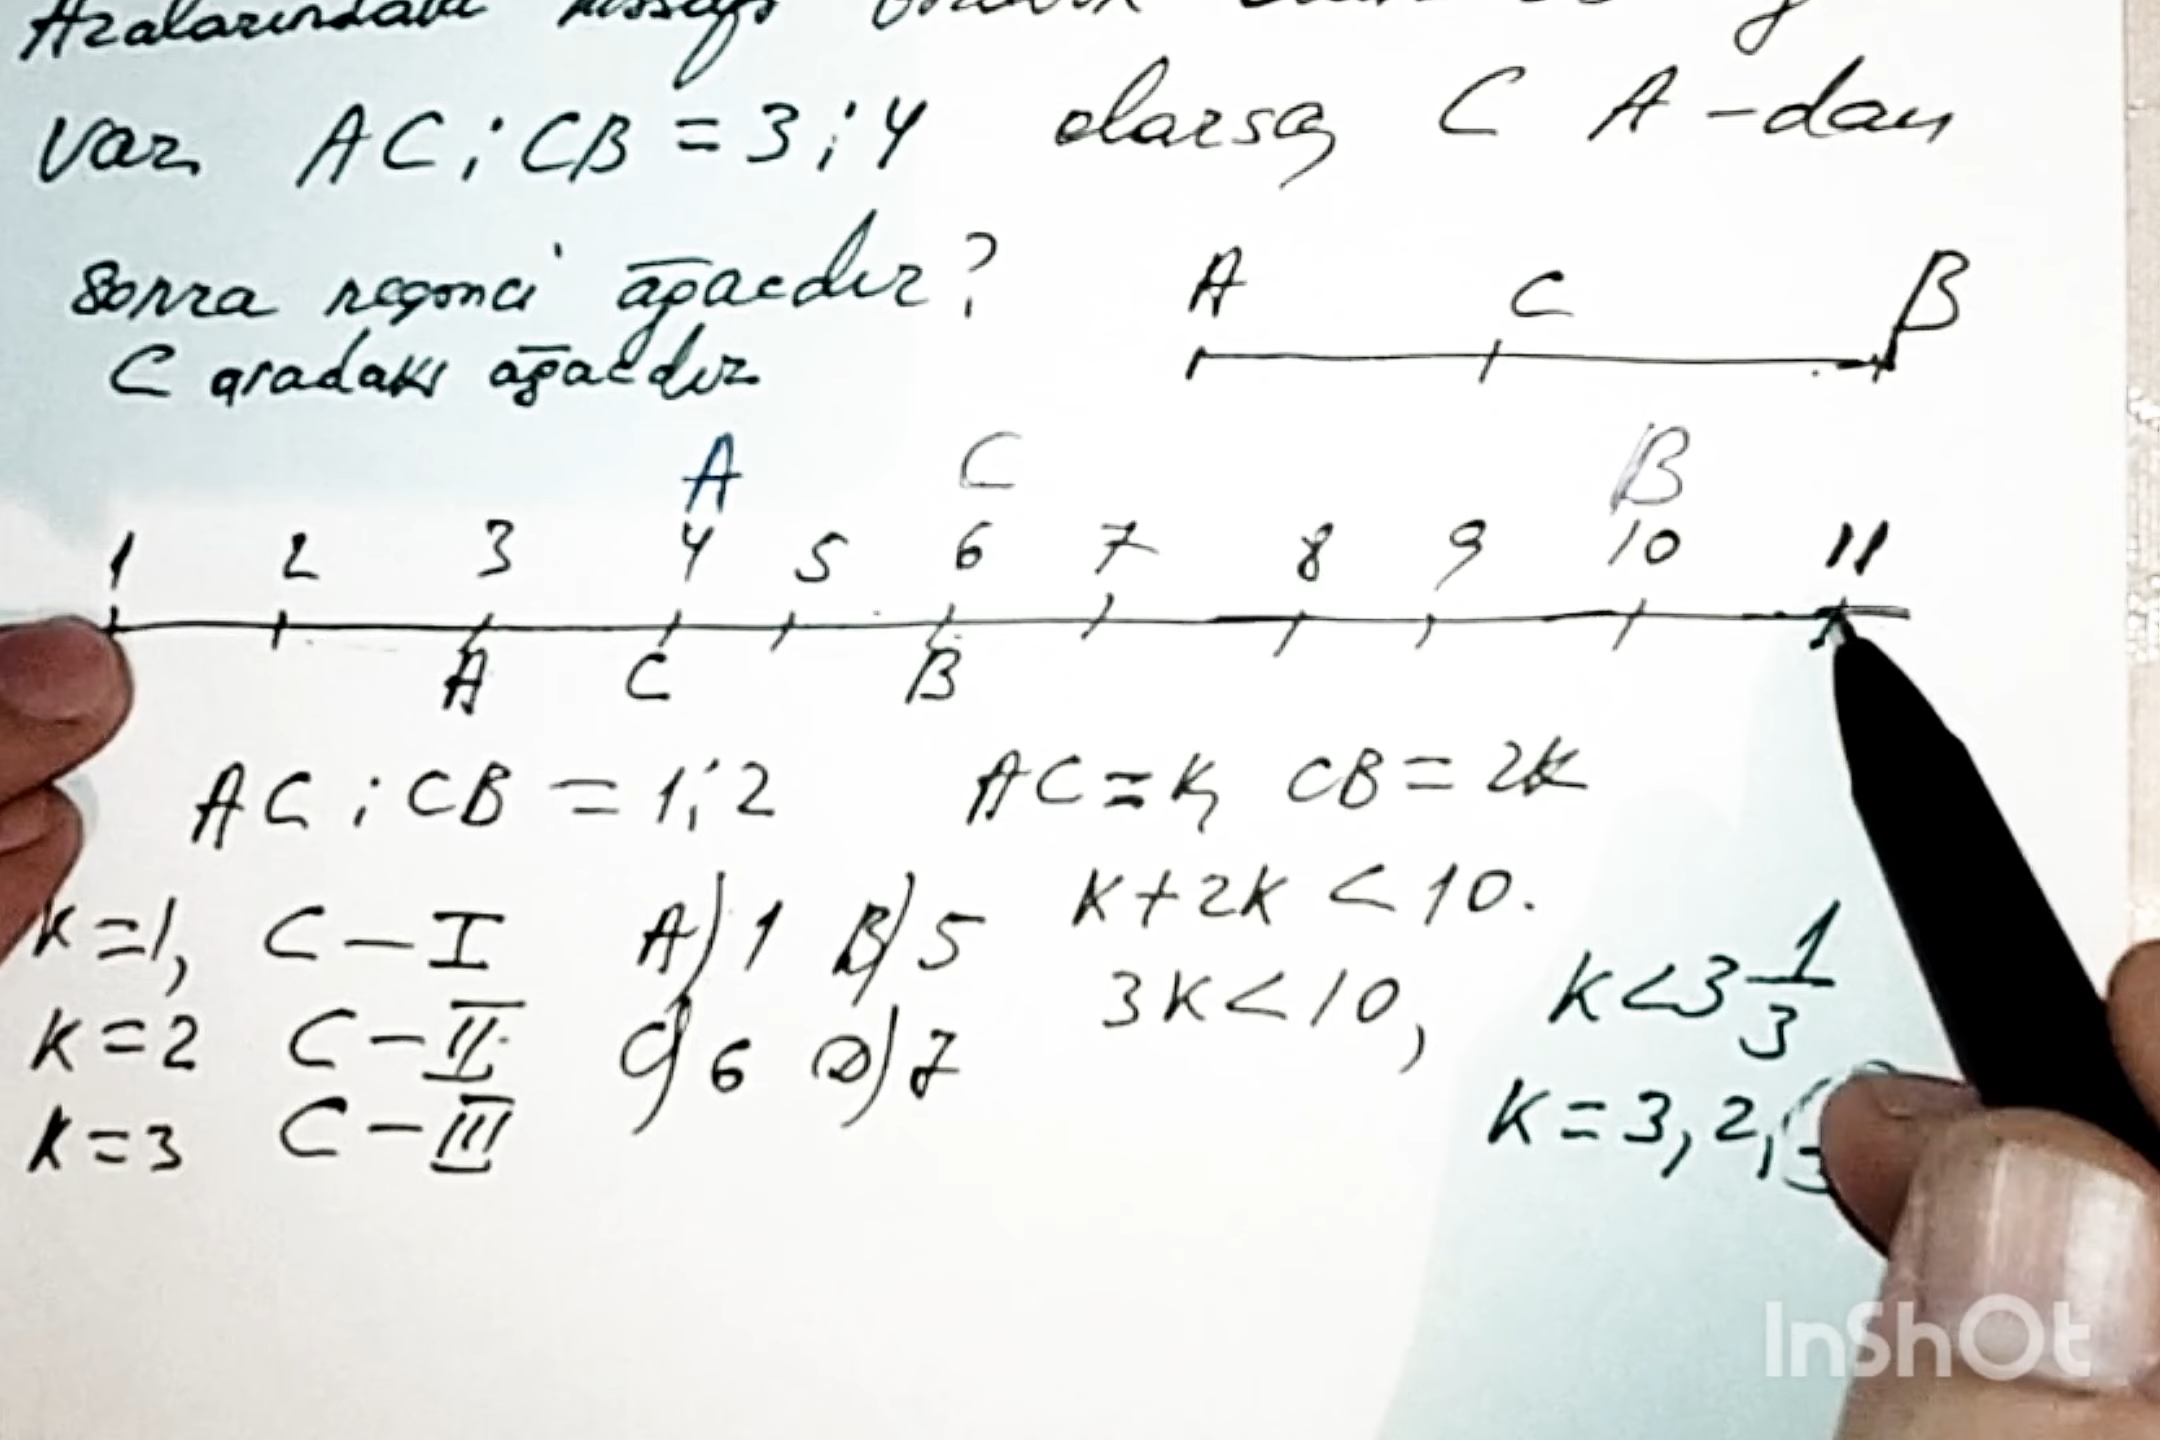 Aralarındakı
var AC:CB=3:4 olarsa, C A-dan
sonra neçənci ağacdır?
C aradakı ağacdır
A C B
A C B
1 2 3 4 5 6 7 8 9 10 11
A C B
AC:CB=1:2 AC=k, CB=2k
k+2k<10.
k=1, C-I A) 1 B) 5
3k<10, k<3 1/3
k=2 C-II C) 6 D) 7
k=3 C-III k=3, 2,
InShOt